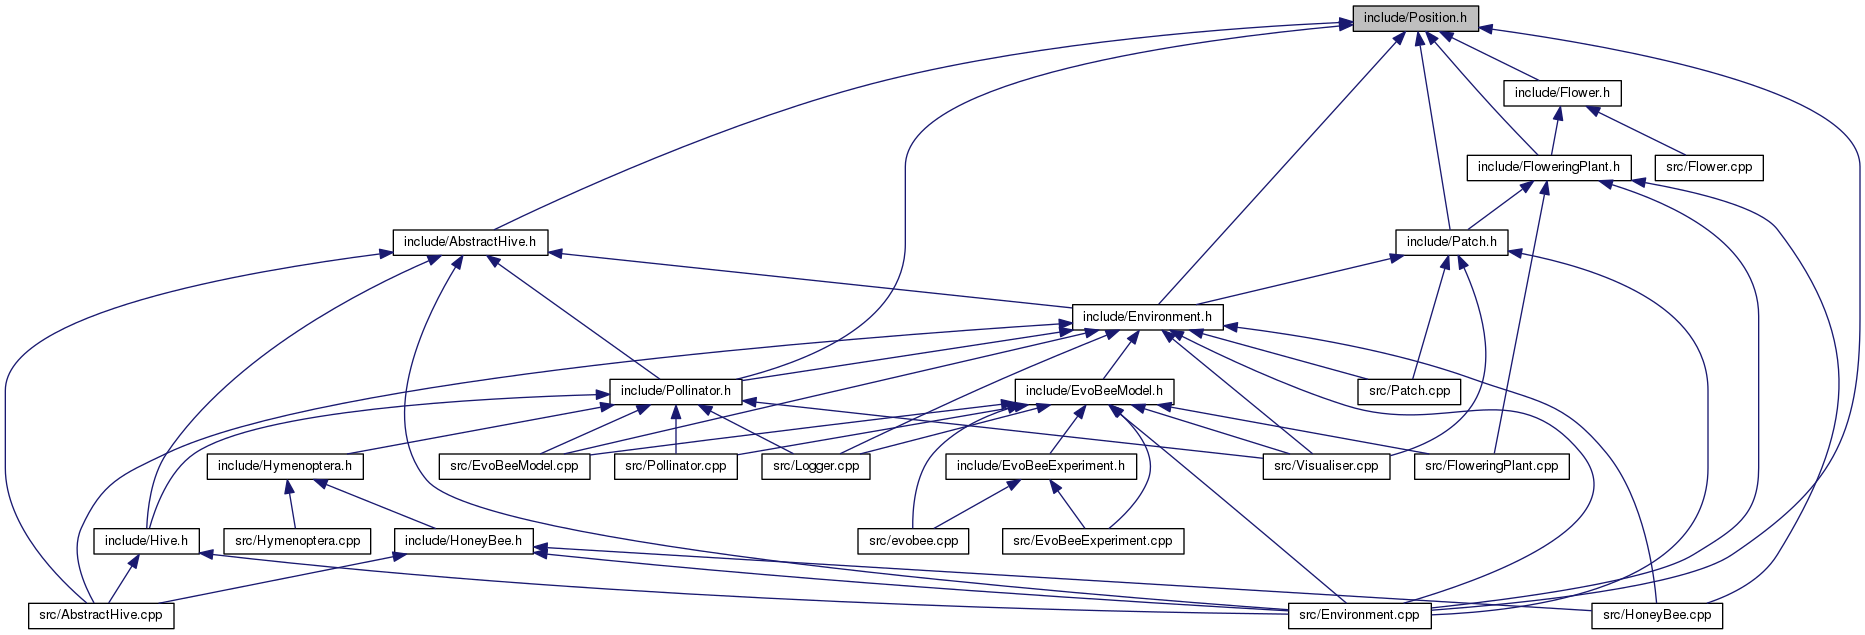 include/Position.h
include/Flower.h
include/FloweringPlant.h
src/Flower.cpp
include/AbstractHive.h
include/Patch.h
include/Environment.h
include/Pollinator.h
include/EvoBeeModel.h
src/Patch.cpp
include/Hymenoptera.h
src/EvoBeeModel.cpp
src/Pollinator.cpp
src/Logger.cpp
include/EvoBeeExperiment.h
src/Visualiser.cpp
src/FloweringPlant.cpp
include/Hive.h
src/Hymenoptera.cpp
include/HoneyBee.h
src/evobee.cpp
src/EvoBeeExperiment.cpp
src/AbstractHive.cpp
src/Environment.cpp
src/HoneyBee.cpp